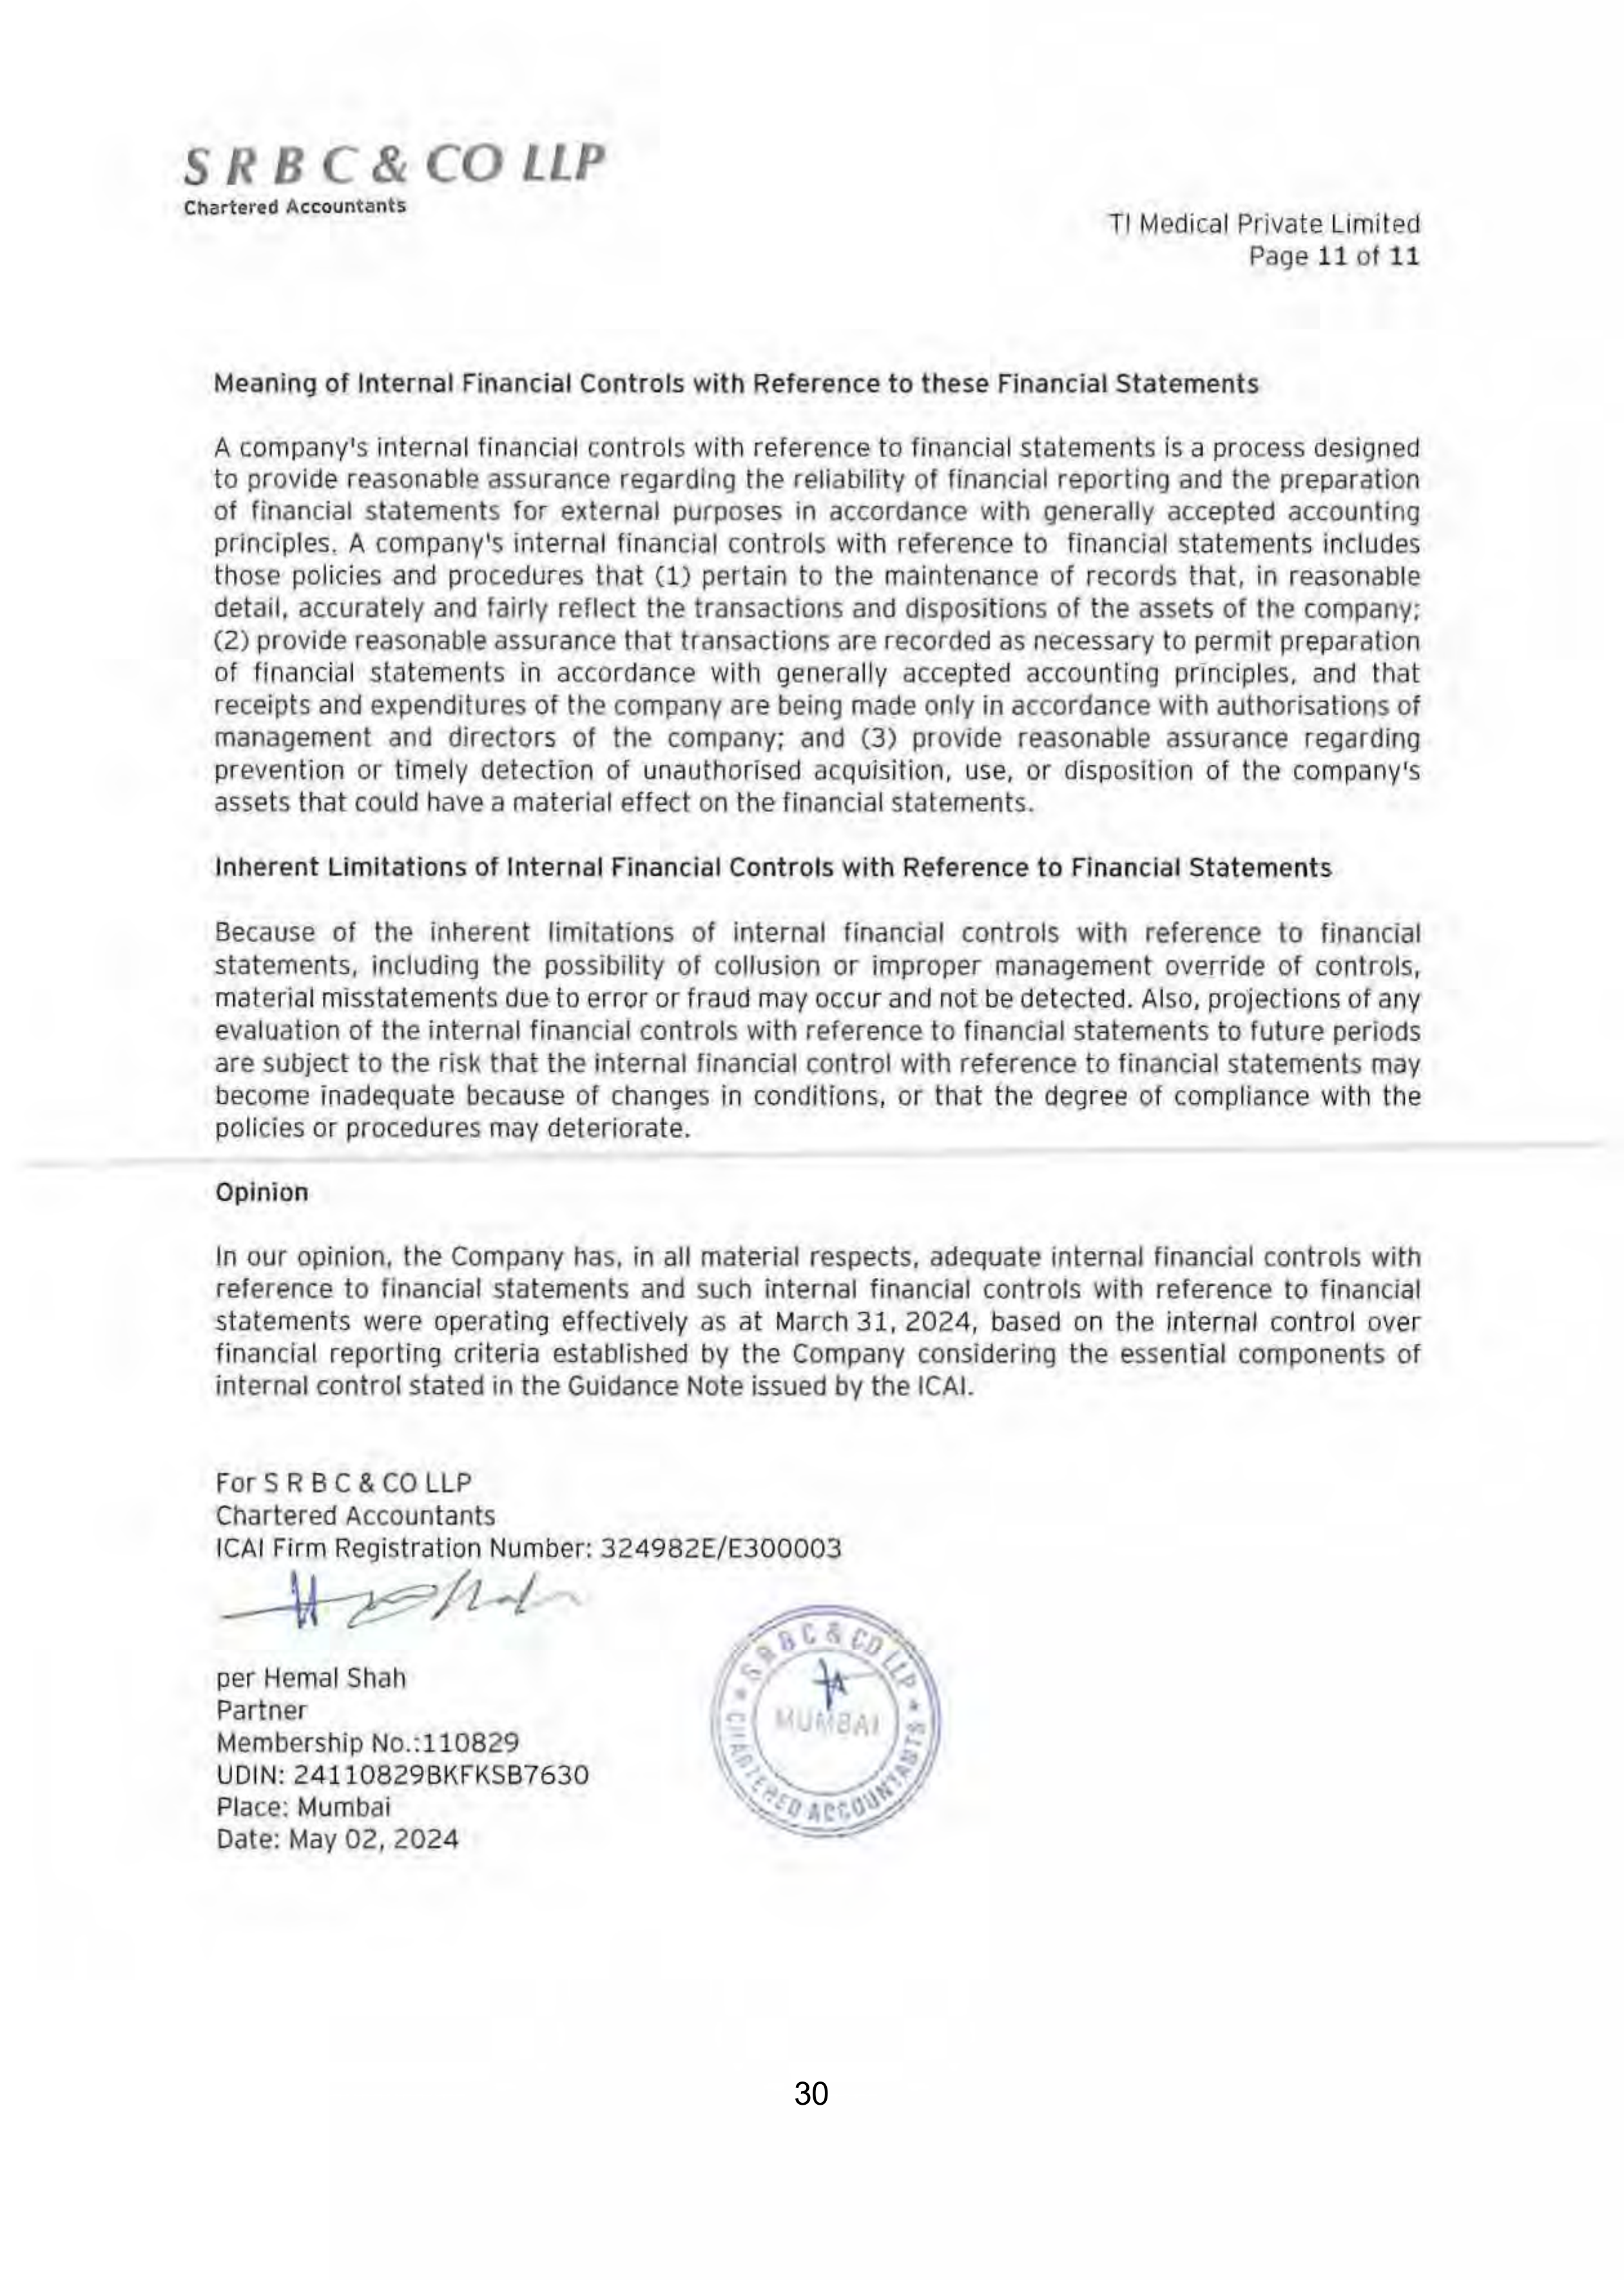 S R B C & CO LLP
Chartered Accountants
TI Medical Private Limited
Page 11 of 11
Meaning of Internal Financial Controls with Reference to these Financial Statements
A company's internal financial controls with reference to financial statements is a process designed
to provide reasonable assurance regarding the reliability of financial reporting and the preparation
of financial statements for external purposes in accordance with generally accepted accounting
principles. A company's internal financial controls with reference to financial statements includes
those policies and procedures that (1) pertain to the maintenance of records that, in reasonable
detail, accurately and fairly reflect the transactions and dispositions of the assets of the company;
(2) provide reasonable assurance that transactions are recorded as necessary to permit preparation
of financial statements in accordance with generally accepted accounting principles, and that
receipts and expenditures of the company are being made only in accordance with authorisations of
management and directors of the company; and (3) provide reasonable assurance regarding
prevention or timely detection of unauthorised acquisition, use, or disposition of the company's
assets that could have a material effect on the financial statements.
Inherent Limitations of Internal Financial Controls with Reference to Financial Statements
Because of the inherent limitations of internal financial controls with reference to financial
statements, including the possibility of collusion or improper management override of controls,
material misstatements due to error or fraud may occur and not be detected. Also, projections of any
evaluation of the internal financial controls with reference to financial statements to future periods
are subject to the risk that the internal financial control with reference to financial statements may
become inadequate because of changes in conditions, or that the degree of compliance with the
policies or procedures may deteriorate.
Opinion
In our opinion, the Company has, in all material respects, adequate internal financial controls with
reference to financial statements and such internal financial controls with reference to financial
statements were operating effectively as at March 31, 2024, based on the internal control over
financial reporting criteria established by the Company considering the essential components of
internal control stated in the Guidance Note issued by the ICAI.
For S R B C & CO LLP
Chartered Accountants
ICAI Firm Registration Number: 324982E/E300003
per Hemal Shah
Partner
Membership No.:110829
UDIN: 24110829BKFKSB7630
Place: Mumbai
Date: May 02, 2024
S R B C & CO LLP
MUMBAI
CHARTERED ACCOUNTANTS
30